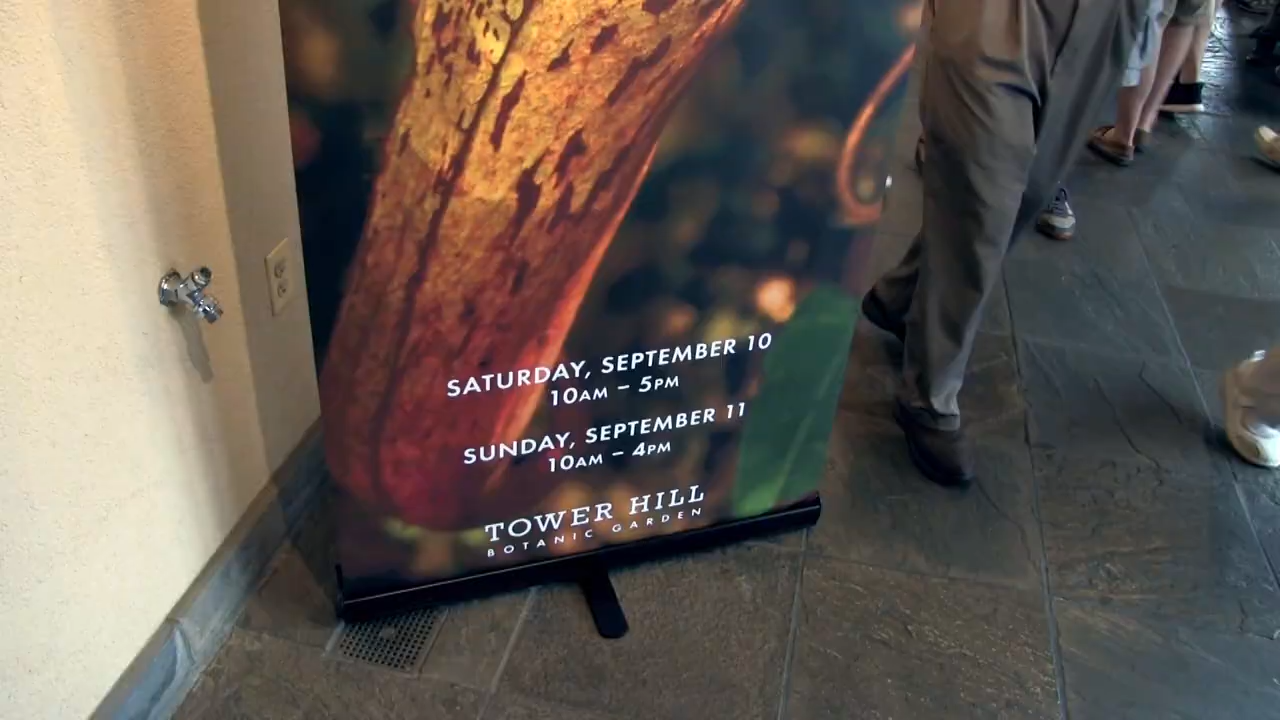 SATURDAY, SEPTEMBER 10
10AM – 5PM
SUNDAY, SEPTEMBER 11
10AM – 4PM
TOWER HILL
BOTANIC GARDEN